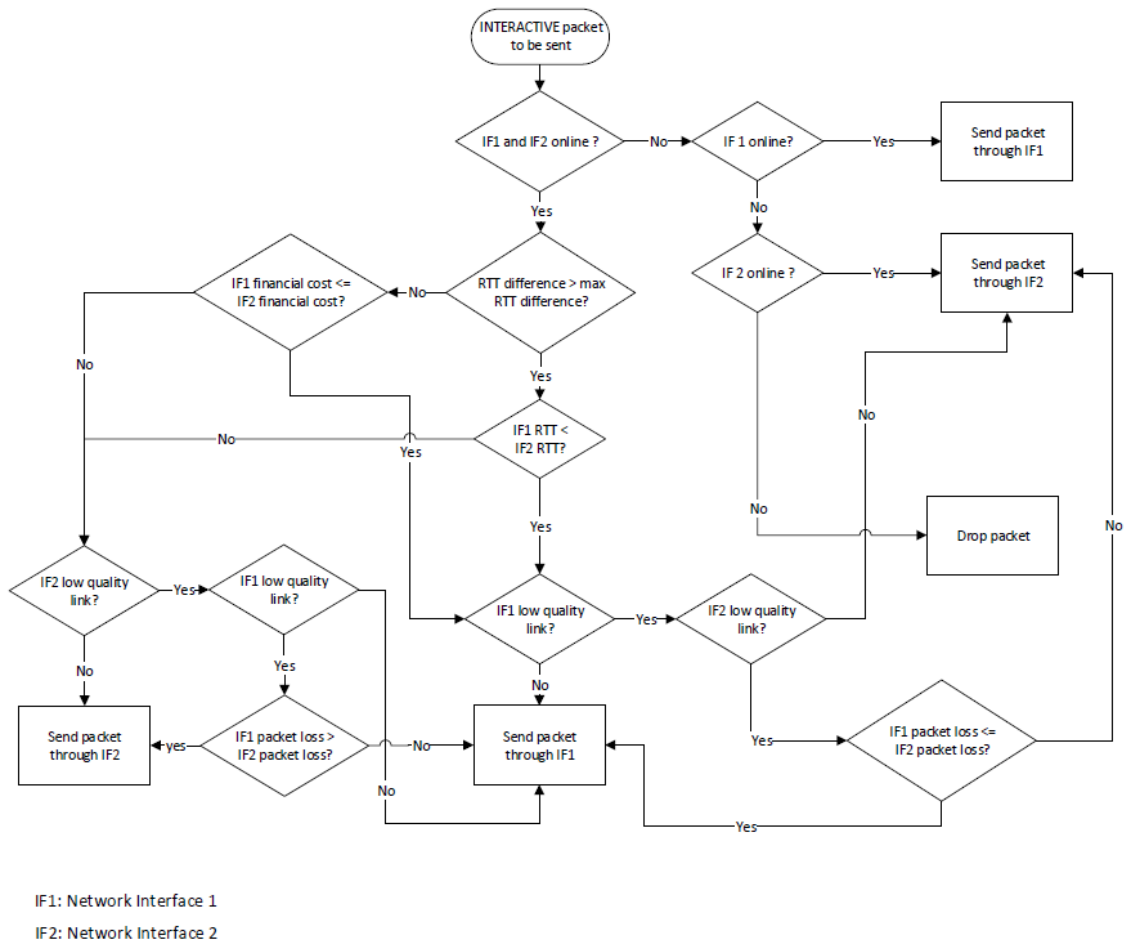 INTERACTIVE packet
to be sent
IF1 and IF2 online ?
No
IF 1 online?
Yes
Send packet
through IF1
Yes
No
IF1 financial cost <=
IF2 financial cost?
No
RTT difference > max
RTT difference?
IF 2 online ?
Yes
Send packet
through IF2
No
Yes
No
IF1 RTT <
IF2 RTT?
No
Yes
Yes
No
No
Drop packet
No
IF2 low quality
link?
Yes
IF1 low quality
link?
IF1 low quality
link?
Yes
IF2 low quality
link?
No
Yes
No
Send packet
through IF2
yes
IF1 packet loss >
IF2 packet loss?
No
Send packet
through IF1
Yes
IF1 packet loss <=
IF2 packet loss?
No
Yes
IF1: Network Interface 1
IF2: Network Interface 2